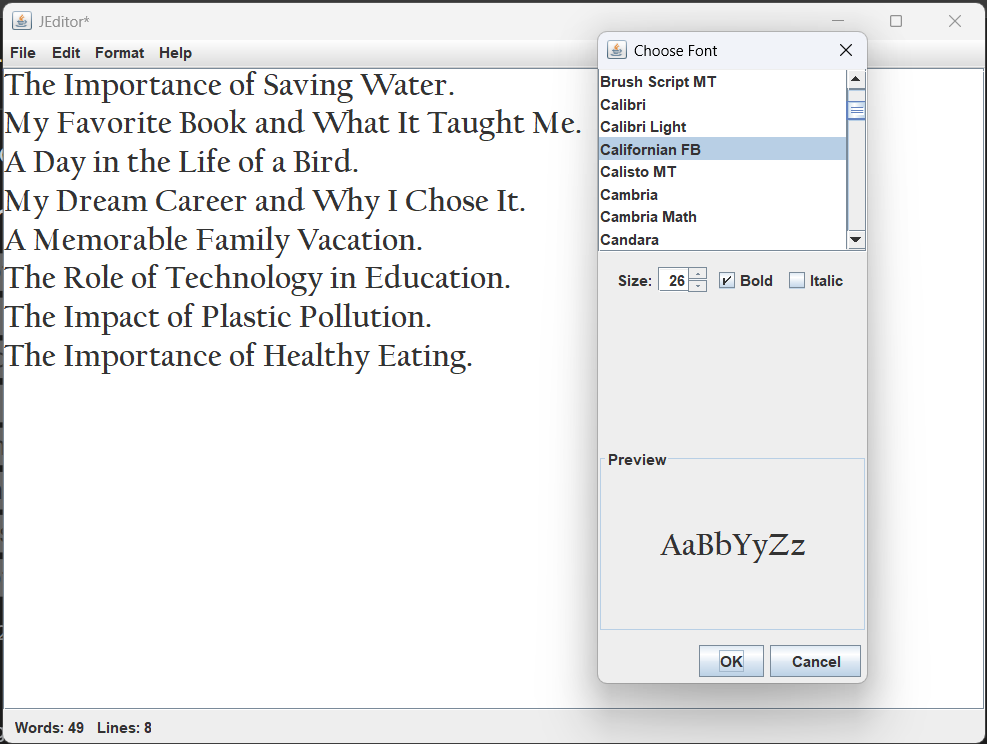 JEditor*
File Edit Format Help
The Importance of Saving Water.
My Favorite Book and What It Taught Me.
A Day in the Life of a Bird.
My Dream Career and Why I Chose It.
A Memorable Family Vacation.
The Role of Technology in Education.
The Impact of Plastic Pollution.
The Importance of Healthy Eating.
Choose Font
Brush Script MT
Calibri
Calibri Light
Californian FB
Calisto MT
Cambria
Cambria Math
Candara
Size: 26 Bold Italic
Preview
AaBbYyZz
OK Cancel
Words: 49 Lines: 8